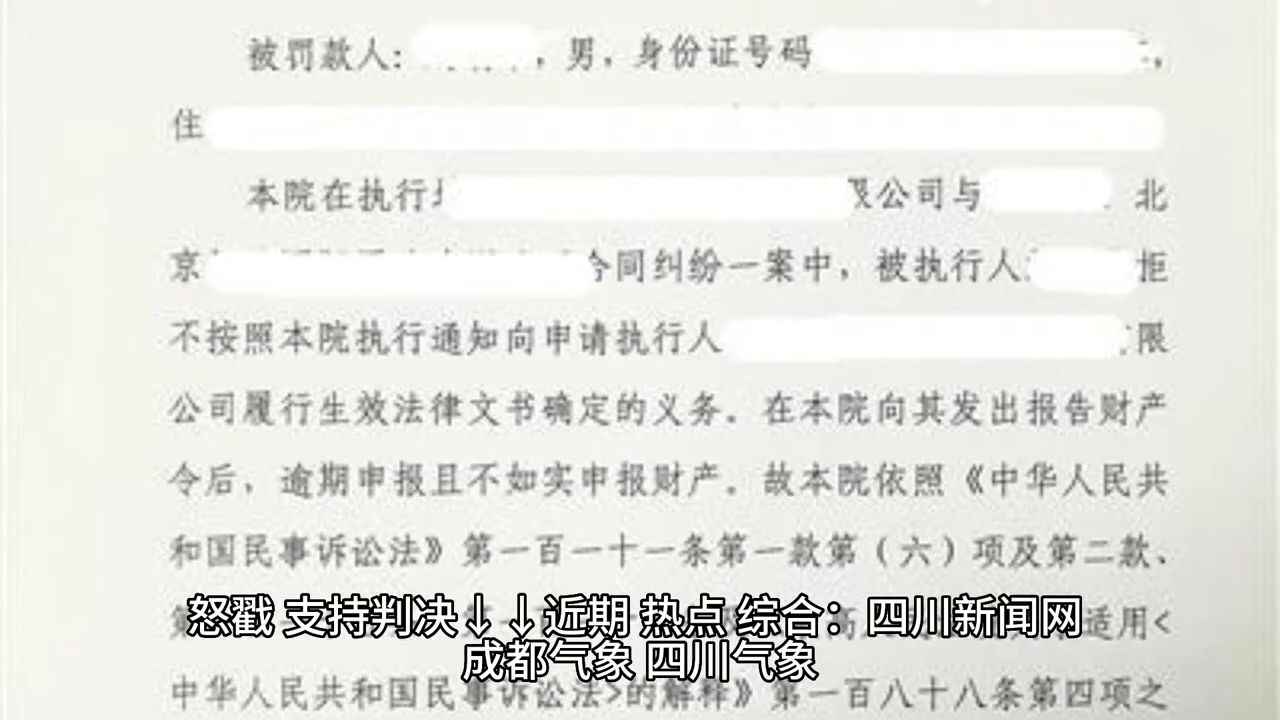 被罚款人: ，男，身份证号码 ，
住
本院在执行 限公司与 北
京 合同纠纷一案中，被执行人 拒
不按照本院执行通知向申请执行人 限
公司履行生效法律文书确定的义务。在本院向其发出报告财产
令后，逾期申报且不如实申报财产。故本院依照《中华人民共
和国民事诉讼法》第一百一十一条第一款第（六）项及第二款、
第 适用<
怒戳 支持判决↓↓近期 热点 综合：四川新闻网
成都气象 四川气象
中华人民共和国民事诉讼法>的解释》第一百八十八条第四项之